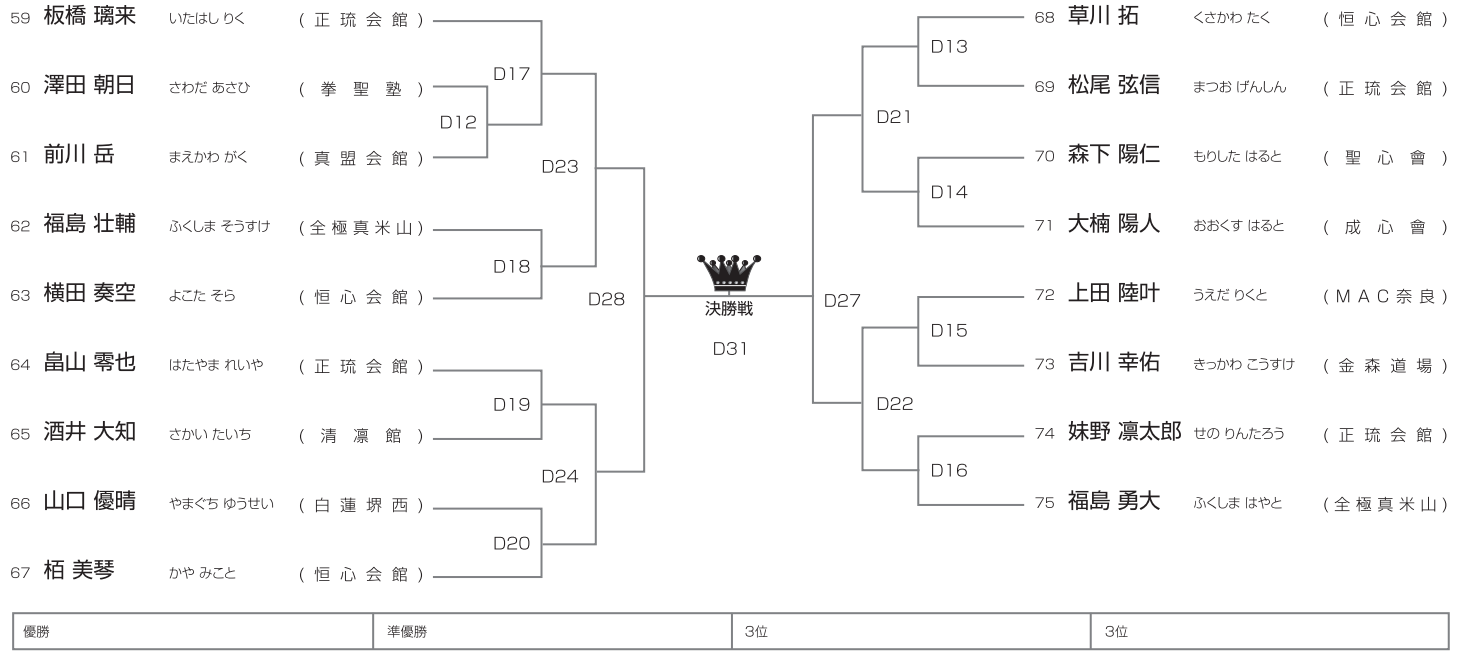 59 板橋 璃来 いたはし りく (正琉会館)
60 澤田 朝日 さわだ あさひ (拳聖塾)
61 前川 岳 まえかわ がく (真盟会館)
62 福島 壮輔 ふくしま そうすけ (全極真米山)
63 横田 奏空 よこた そら (恒心会館)
64 畠山 零也 はたやま れいや (正琉会館)
65 酒井 大知 さかい たいち (清凛館)
66 山口 優晴 やまぐち ゆうせい (白蓮堺西)
67 栢 美琴 かや みこと (恒心会館)
D17
D12
D23
D18
D28
D19
D24
D20
決勝戦
D31
D13
D21
D14
D27
D15
D22
D16
68 草川 拓 くさかわ たく (恒心会館)
69 松尾 弦信 まつお げんしん (正琉会館)
70 森下 陽仁 もりした はると (聖心會)
71 大楠 陽人 おおくす はると (成心會)
72 上田 陸叶 うえだ りくと (MAC奈良)
73 吉川 幸佑 きっかわ こうすけ (金森道場)
74 妹野 凛太郎 せの りんたろう (正琉会館)
75 福島 勇大 ふくしま はやと (全極真米山)
優勝 準優勝 3位 3位